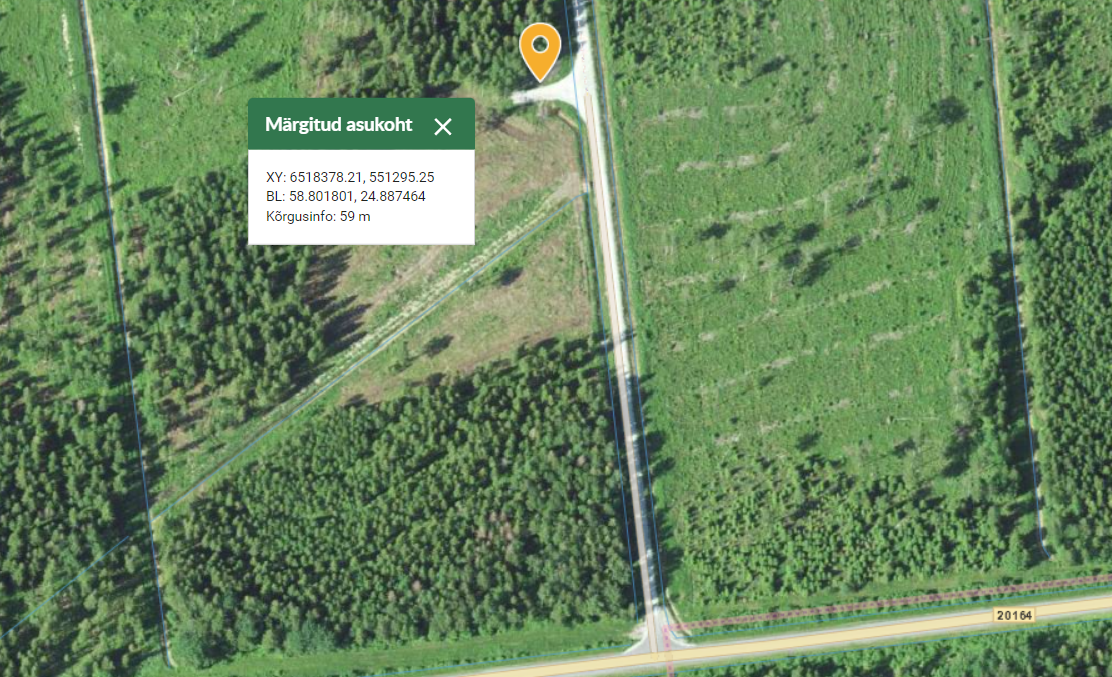 Märgitud asukoht
XY: 6518378.21, 551295.25
BL: 58.801801, 24.887464
Kõrgusinfo: 59 m
20164